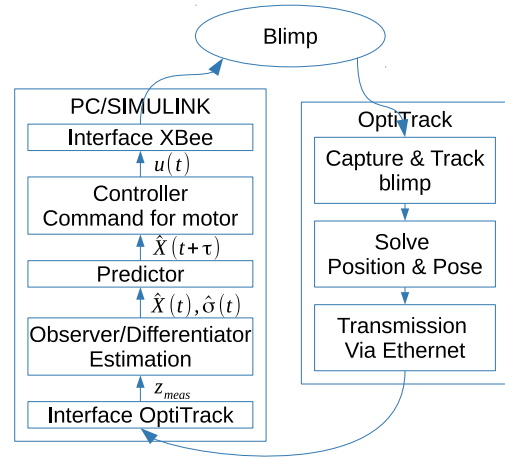 Blimp
PC/SIMULINK
Interface XBee
u(t)
Controller
Command for motor
X̂(t+τ)
Predictor
X̂(t),σ̂(t)
Observer/Differentiator
Estimation
z_meas
Interface OptiTrack
OptiTrack
Capture & Track
blimp
Solve
Position & Pose
Transmission
Via Ethernet